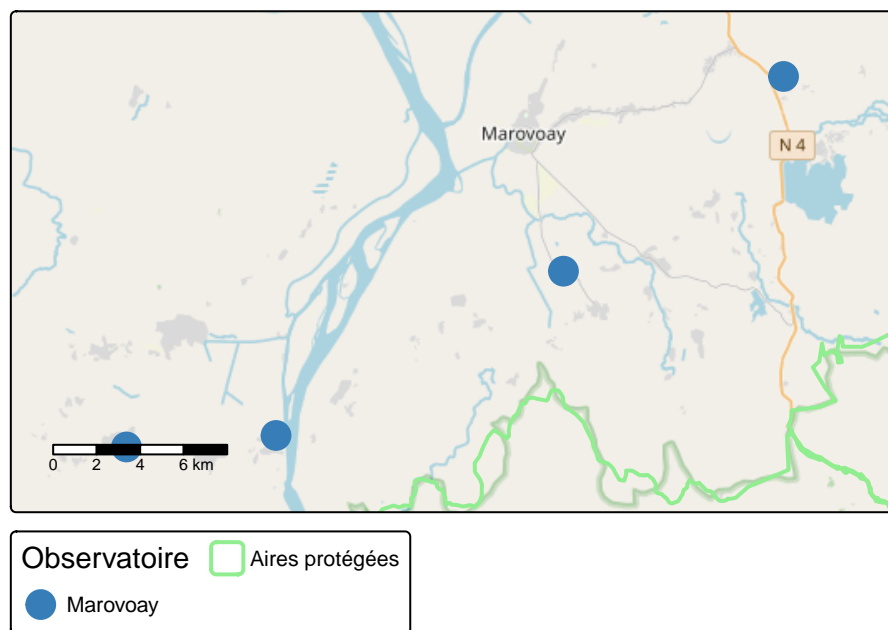 Marovoay
N 4
0 2 4 6 km
Observatoire
Aires protégées
Marovoay